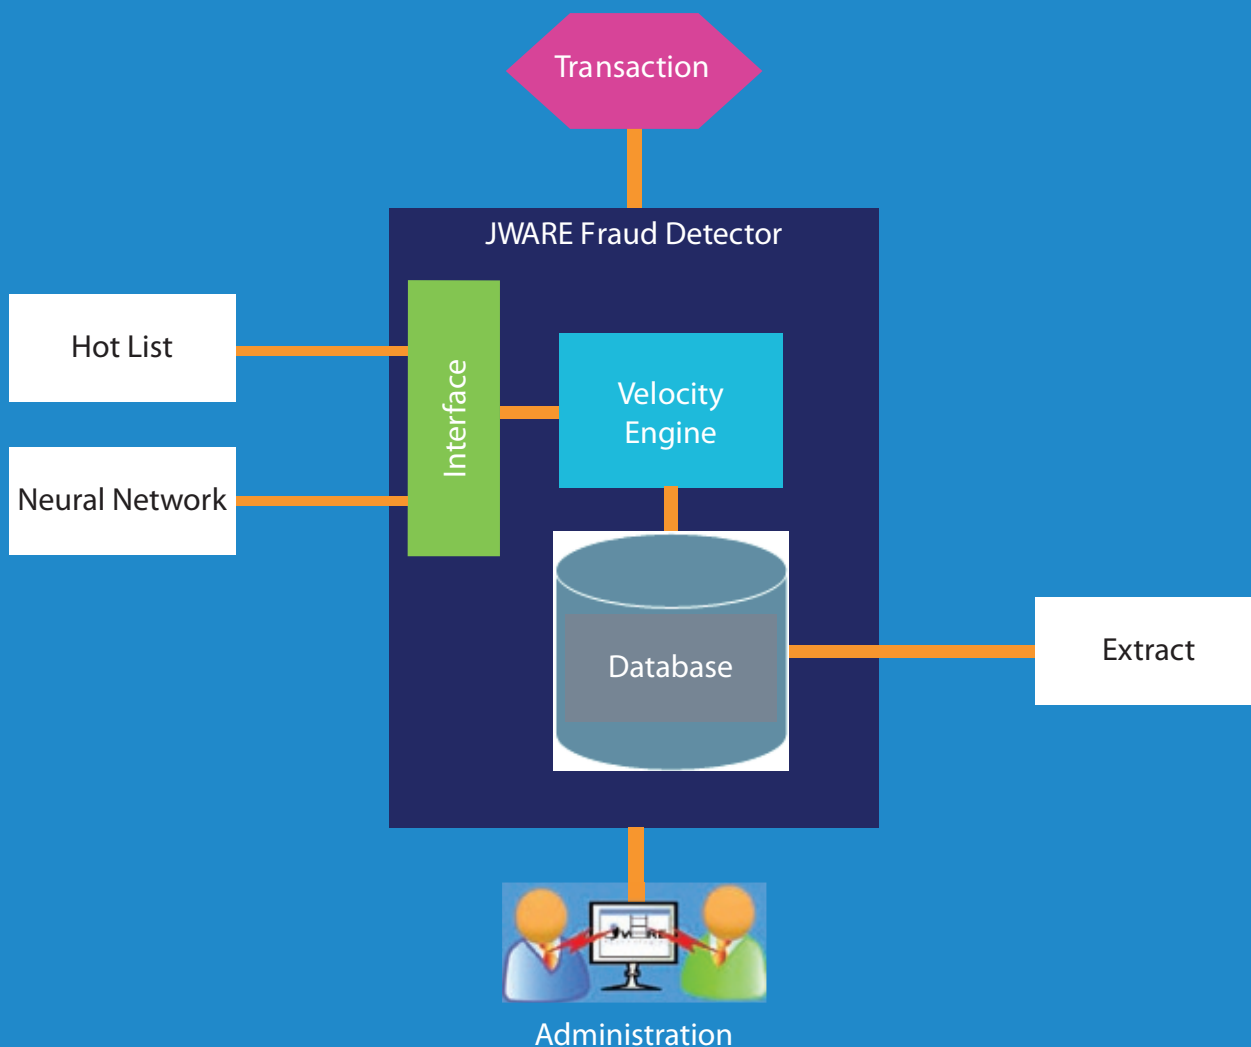 Transaction
JWARE Fraud Detector
Hot List
Interface
Velocity
Engine
Neural Network
Database
Extract
Administration